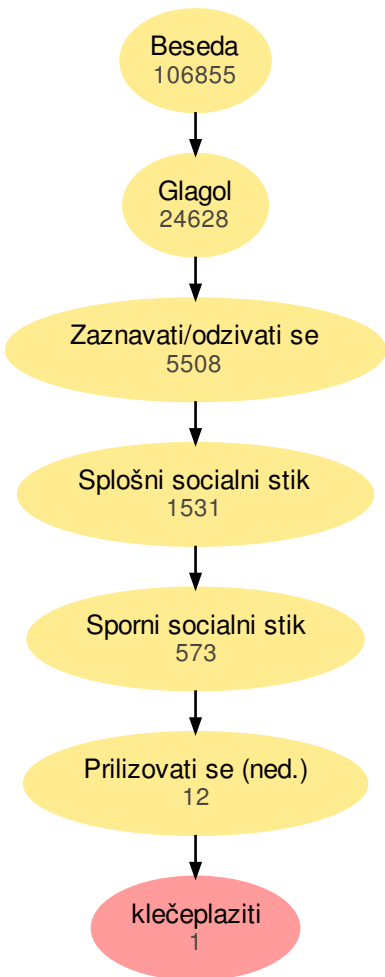 Beseda
106855
Glagol
24628
Zaznavati/odzivati se
5508
Splošni socialni stik
1531
Sporni socialni stik
573
Prilizovati se (ned.)
12
klečeplaziti
1